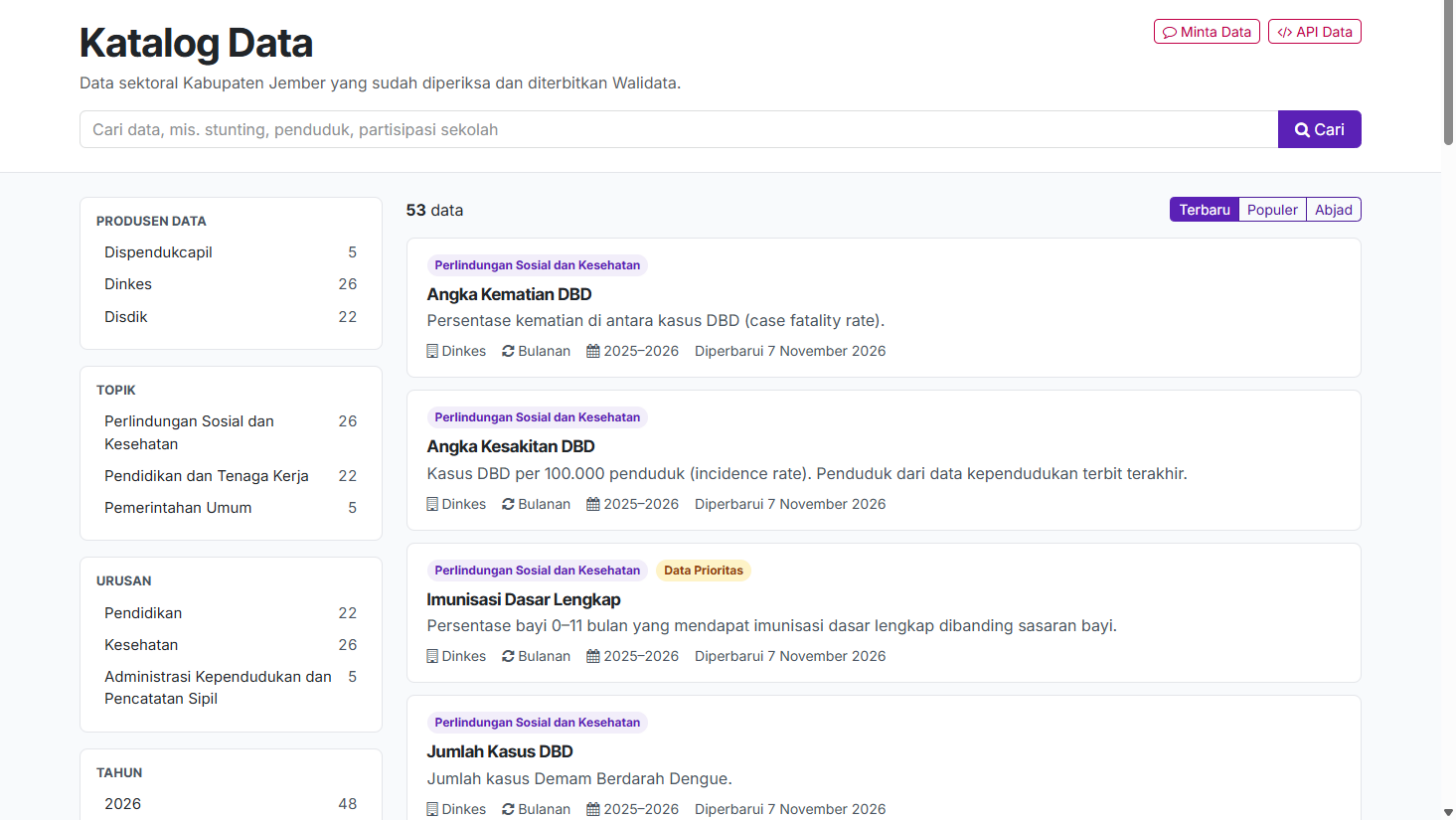 Katalog Data
Minta Data
API Data
Data sektoral Kabupaten Jember yang sudah diperiksa dan diterbitkan Walidata.
Cari data, mis. stunting, penduduk, partisipasi sekolah
Cari
PRODUSEN DATA
Dispendukcapil 5
Dinkes 26
Disdik 22
TOPIK
Perlindungan Sosial dan 26
Kesehatan
Pendidikan dan Tenaga Kerja 22
Pemerintahan Umum 5
URUSAN
Pendidikan 22
Kesehatan 26
Administrasi Kependudukan dan 5
Pencatatan Sipil
TAHUN
2026 48
53 data
Terbaru Populer Abjad
Perlindungan Sosial dan Kesehatan
Angka Kematian DBD
Persentase kematian di antara kasus DBD (case fatality rate).
Dinkes Bulanan 2025–2026 Diperbarui 7 November 2026
Perlindungan Sosial dan Kesehatan
Angka Kesakitan DBD
Kasus DBD per 100.000 penduduk (incidence rate). Penduduk dari data kependudukan terbit terakhir.
Dinkes Bulanan 2025–2026 Diperbarui 7 November 2026
Perlindungan Sosial dan Kesehatan Data Prioritas
Imunisasi Dasar Lengkap
Persentase bayi 0–11 bulan yang mendapat imunisasi dasar lengkap dibanding sasaran bayi.
Dinkes Bulanan 2025–2026 Diperbarui 7 November 2026
Perlindungan Sosial dan Kesehatan
Jumlah Kasus DBD
Jumlah kasus Demam Berdarah Dengue.
Dinkes Bulanan 2025–2026 Diperbarui 7 November 2026